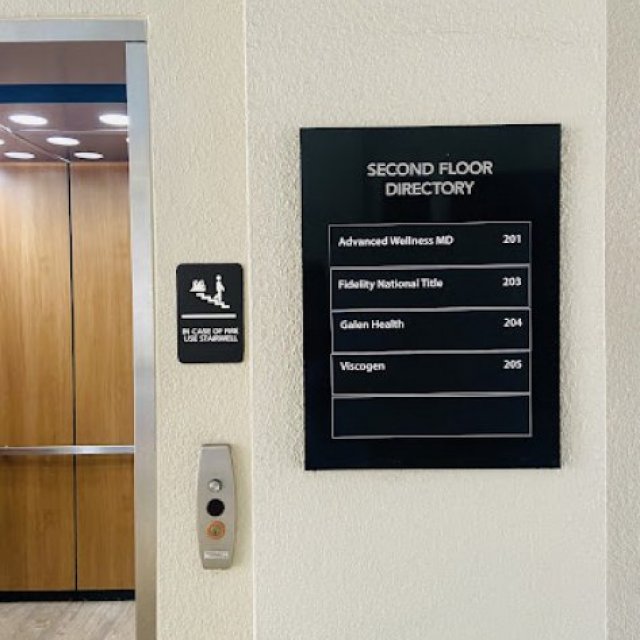 SECOND FLOOR
DIRECTORY
Advanced Wellness MD 201
Fidelity National Title 203
Galen Health 204
Viscogen 205
IN CASE OF FIRE
USE STAIRWELL